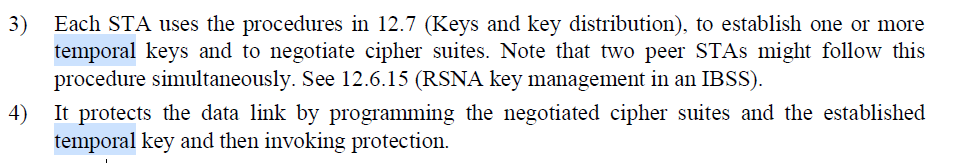 3) Each STA uses the procedures in 12.7 (Keys and key distribution), to establish one or more
temporal keys and to negotiate cipher suites. Note that two peer STAs might follow this
procedure simultaneously. See 12.6.15 (RSNA key management in an IBSS).
4) It protects the data link by programming the negotiated cipher suites and the established
temporal key and then invoking protection.